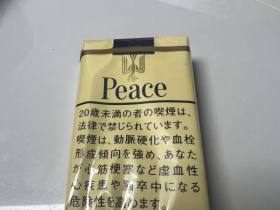 Peace
20歳未満の者の喫煙は、
法律で禁じられています。
喫煙は、動脈硬化や血栓
形成傾向を強め、あなた
が心筋梗塞など虚血性
心疾患や脳卒中になる
危険性を高めます。